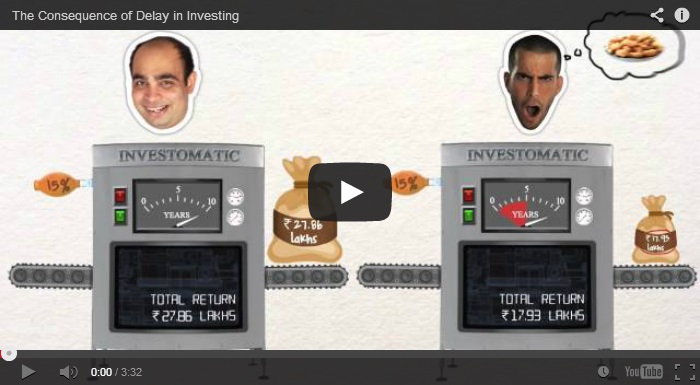 The Consequence of Delay in Investing
INVESTOMATIC
15%
0 5 10
YEARS
₹27.86
lakhs
TOTAL RETURN
₹27.86 LAKHS
INVESTOMATIC
15%
0 5 10
YEARS
₹17.93
lakhs
TOTAL RETURN
₹17.93 LAKHS
0:00 / 3:32
YouTube